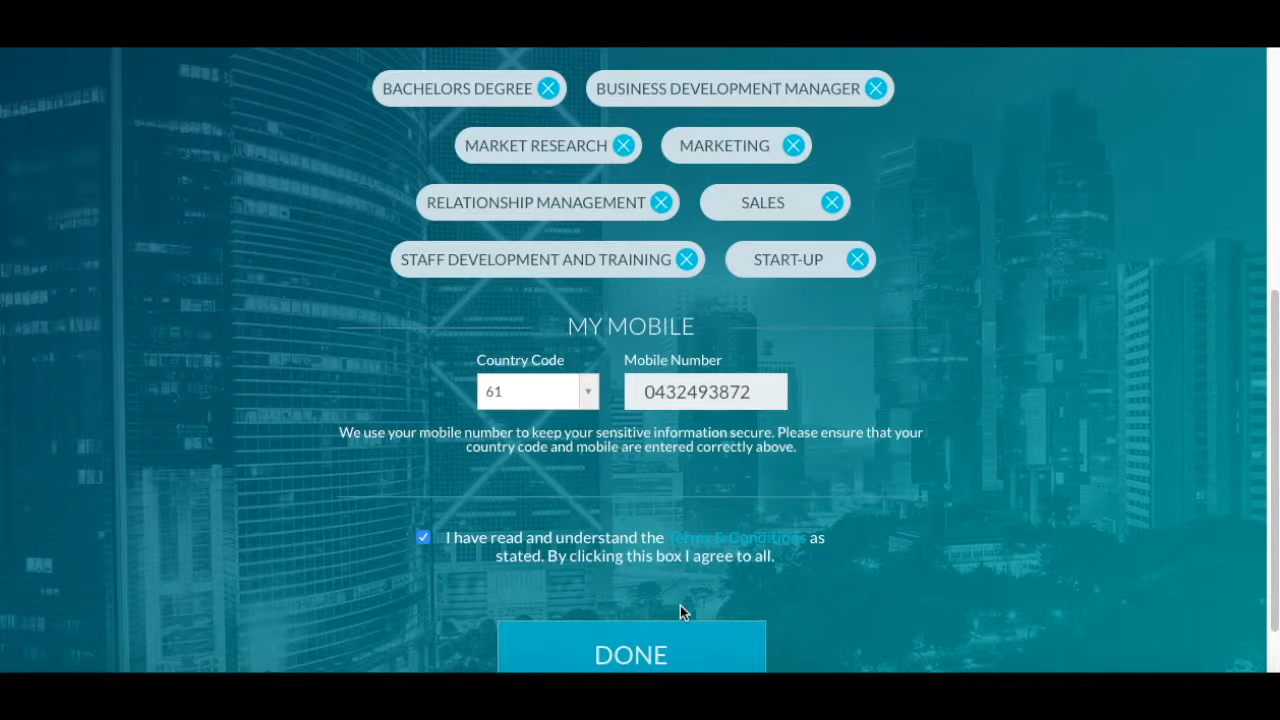 BACHELORS DEGREE BUSINESS DEVELOPMENT MANAGER
MARKET RESEARCH MARKETING
RELATIONSHIP MANAGEMENT SALES
STAFF DEVELOPMENT AND TRAINING START-UP
MY MOBILE
Country Code Mobile Number
61 0432493872
We use your mobile number to keep your sensitive information secure. Please ensure that your
country code and mobile are entered correctly above.
I have read and understand the Terms & Conditions as
stated. By clicking this box I agree to all.
DONE